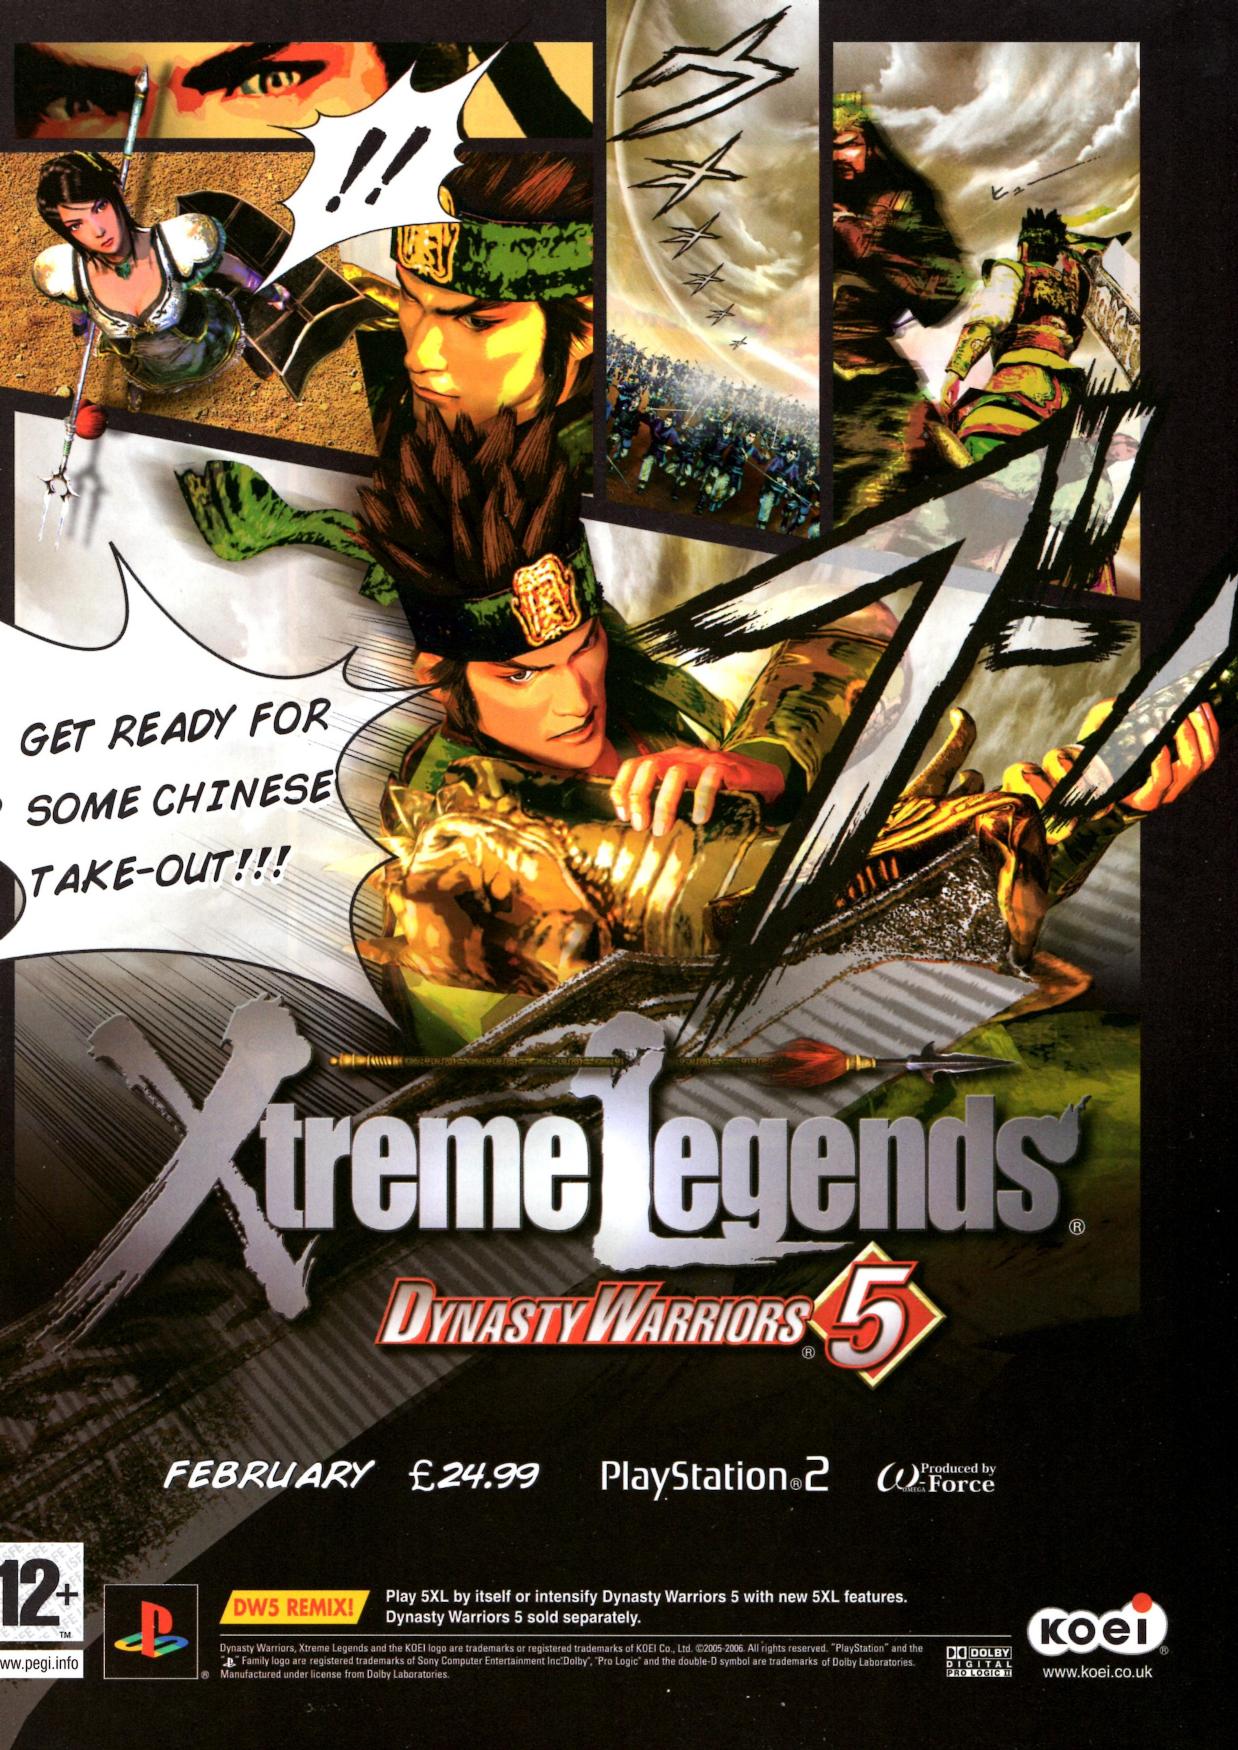 !!
ヒュー
GET READY FOR
SOME CHINESE
TAKE-OUT!!!
Xtreme Legends®
DYNASTY WARRIORS® 5
FEBRUARY £24.99 PlayStation®2 ω OMEGA-Force Produced by
12+
TM
www.pegi.info
DW5 REMIX!
Play 5XL by itself or intensify Dynasty Warriors 5 with new 5XL features.
Dynasty Warriors 5 sold separately.
Dynasty Warriors, Xtreme Legends and the KOEI logo are trademarks or registered trademarks of KOEI Co., Ltd. ©2005-2006. All rights reserved. "PlayStation" and the
" " Family logo are registered trademarks of Sony Computer Entertainment Inc."Dolby", "Pro Logic" and the double-D symbol are trademarks of Dolby Laboratories.
Manufactured under license from Dolby Laboratories.
®
DOLBY
DIGITAL
PRO LOGIC II
KOEI®
www.koei.co.uk